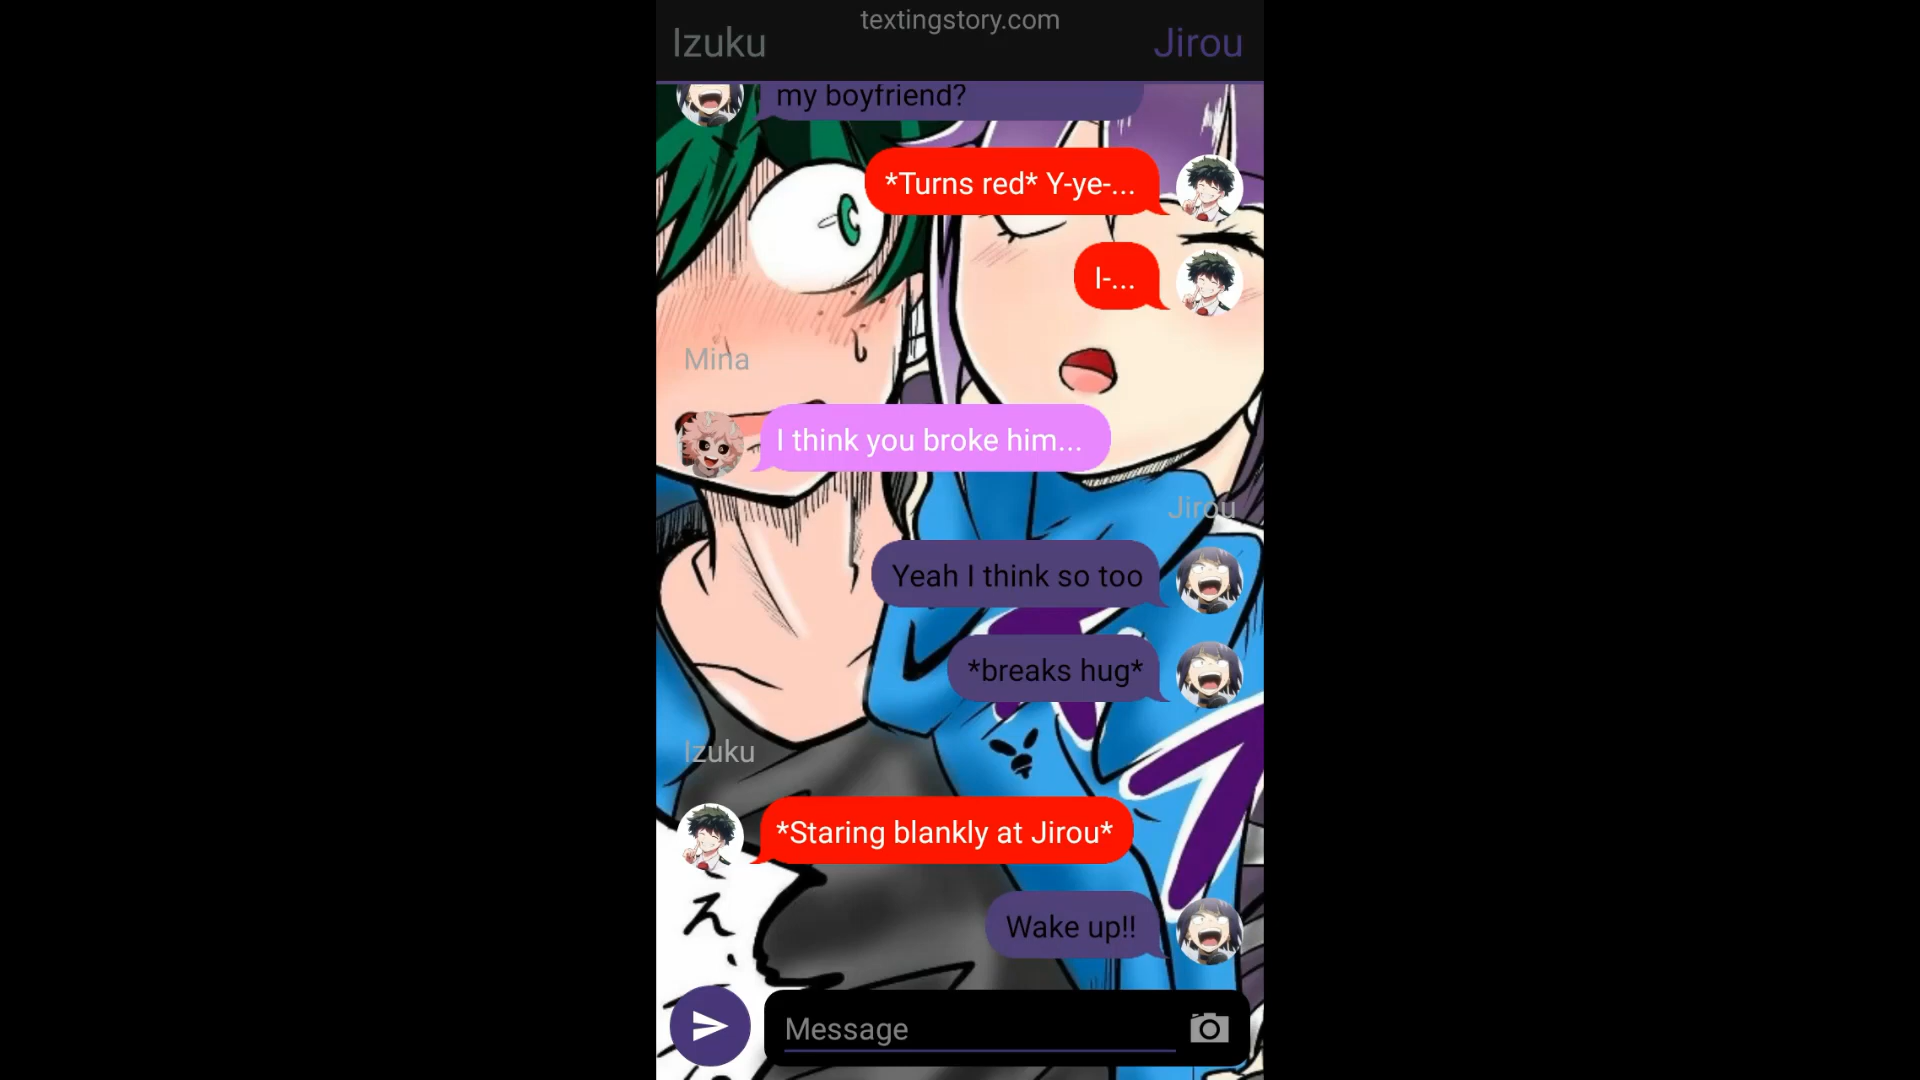 textingstory.com
Izuku
Jirou
my boyfriend?
*Turns red* Y-ye-...
I-...
Mina
I think you broke him...
Jirou
Yeah I think so too
*breaks hug*
Izuku
*Staring blankly at Jirou*
Wake up!!
え、
Message